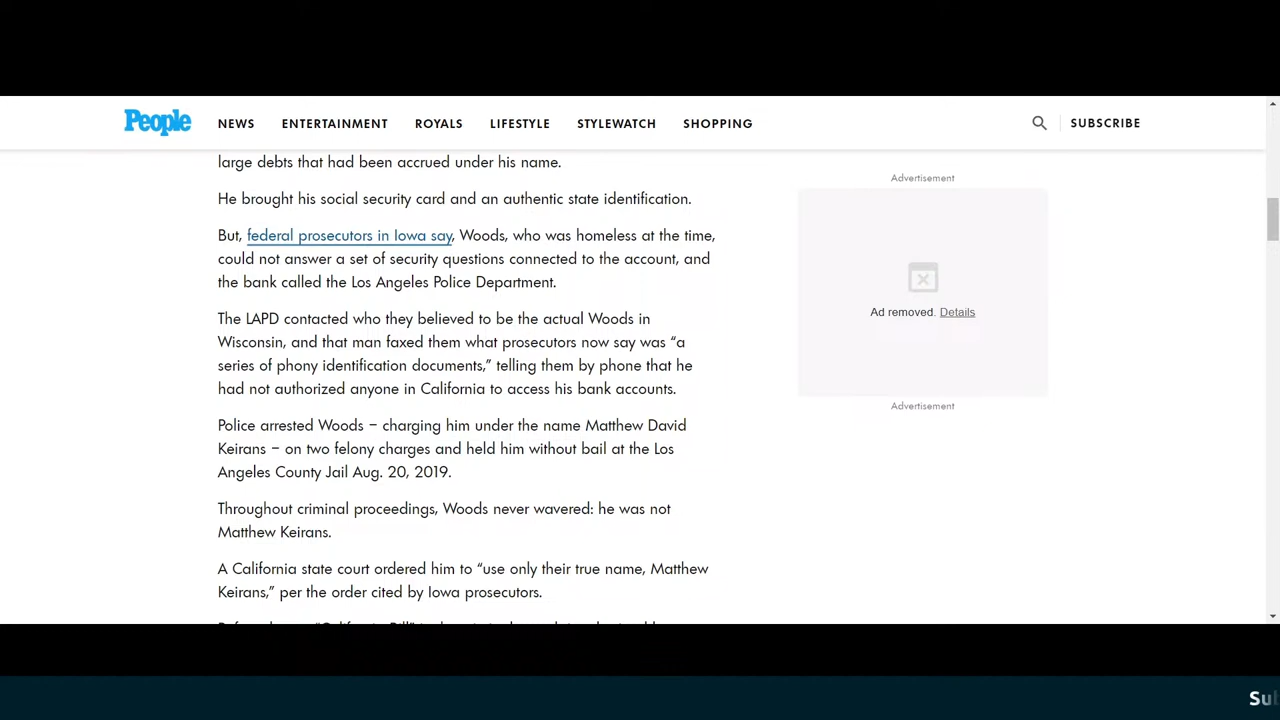 People NEWS ENTERTAINMENT ROYALS LIFESTYLE STYLEWATCH SHOPPING SUBSCRIBE
large debts that had been accrued under his name.
He brought his social security card and an authentic state identification.
But, federal prosecutors in Iowa say, Woods, who was homeless at the time,
could not answer a set of security questions connected to the account, and
the bank called the Los Angeles Police Department.
The LAPD contacted who they believed to be the actual Woods in
Wisconsin, and that man faxed them what prosecutors now say was “a
series of phony identification documents,” telling them by phone that he
had not authorized anyone in California to access his bank accounts.
Police arrested Woods – charging him under the name Matthew David
Keirans – on two felony charges and held him without bail at the Los
Angeles County Jail Aug. 20, 2019.
Throughout criminal proceedings, Woods never wavered: he was not
Matthew Keirans.
A California state court ordered him to “use only their true name, Matthew
Keirans,” per the order cited by Iowa prosecutors.
Advertisement
Ad removed. Details
Advertisement